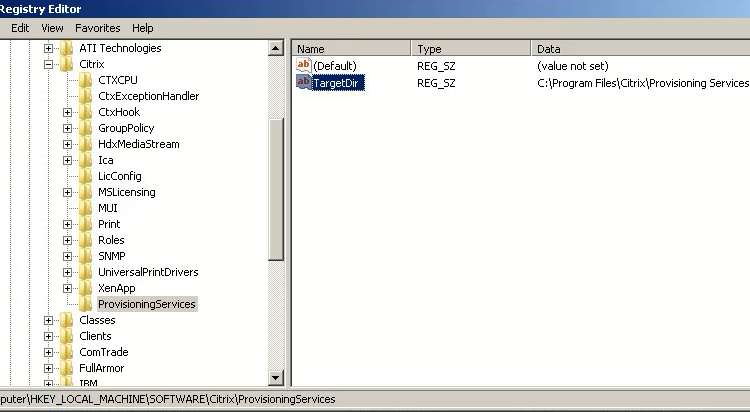 Registry Editor
Edit View Favorites Help
Name Type Data
ATI Technologies
Citrix
CTXCPU
CtxExceptionHandler
CtxHook
GroupPolicy
HdxMediaStream
Ica
LicConfig
MSLicensing
MUI
Print
Roles
SNMP
UniversalPrintDrivers
XenApp
ProvisioningServices
Classes
Clients
ComTrade
FullArmor
IBM
ab (Default) REG_SZ (value not set)
ab TargetDir REG_SZ C:\Program Files\Citrix\Provisioning Services
puter\HKEY_LOCAL_MACHINE\SOFTWARE\Citrix\ProvisioningServices